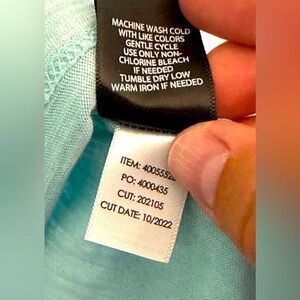 MACHINE WASH COLD
WITH LIKE COLORS
GENTLE CYCLE
USE ONLY NON-
CHLORINE BLEACH
IF NEEDED
TUMBLE DRY LOW
WARM IRON IF NEEDED
ITEM:
PO: 4000435
CUT: 202105
CUT DATE: 10/2022